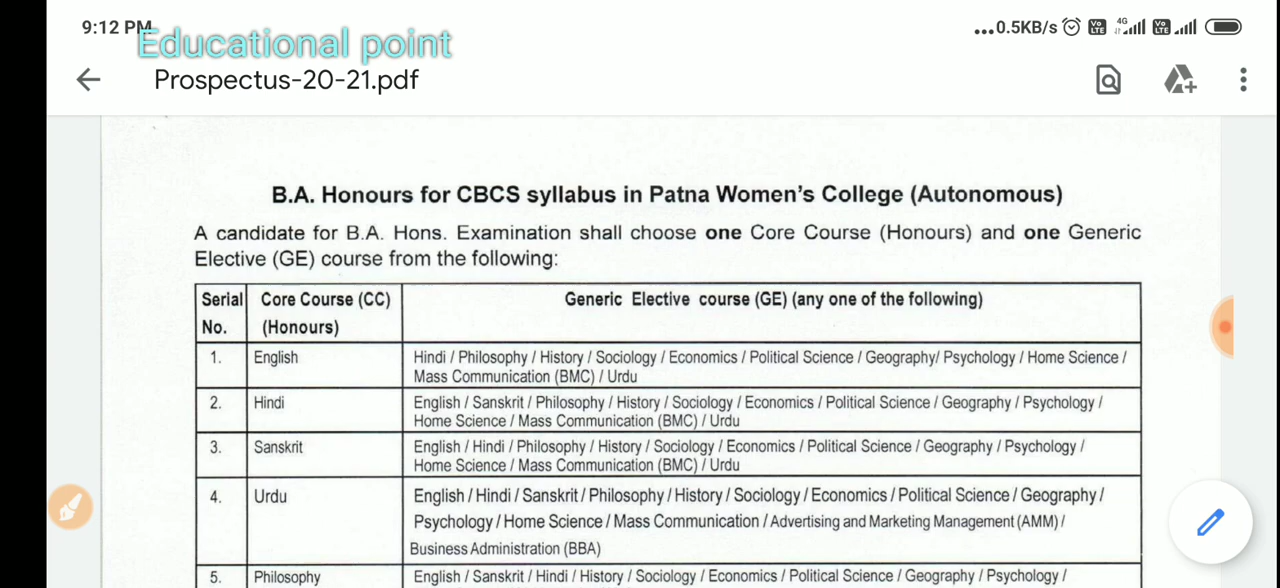 9:12 PM
...0.5KB/s Vo LTE 4G Vo LTE
Educational point
Prospectus-20-21.pdf
B.A. Honours for CBCS syllabus in Patna Women's College (Autonomous)
A candidate for B.A. Hons. Examination shall choose one Core Course (Honours) and one Generic
Elective (GE) course from the following:
Serial No. Core Course (CC) (Honours) Generic Elective course (GE) (any one of the following)
1. English Hindi / Philosophy / History / Sociology / Economics / Political Science / Geography/ Psychology / Home Science /
Mass Communication (BMC) / Urdu
2. Hindi English / Sanskrit / Philosophy / History / Sociology / Economics / Political Science / Geography / Psychology /
Home Science / Mass Communication (BMC) / Urdu
3. Sanskrit English / Hindi / Philosophy / History / Sociology / Economics / Political Science / Geography / Psychology /
Home Science / Mass Communication (BMC) / Urdu
4. Urdu English / Hindi / Sanskrit / Philosophy / History / Sociology / Economics / Political Science / Geography /
Psychology / Home Science / Mass Communication / Advertising and Marketing Management (AMM) /
Business Administration (BBA)
5. Philosophy English / Sanskrit / Hindi / History / Sociology / Economics / Political Science / Geography / Psychology /